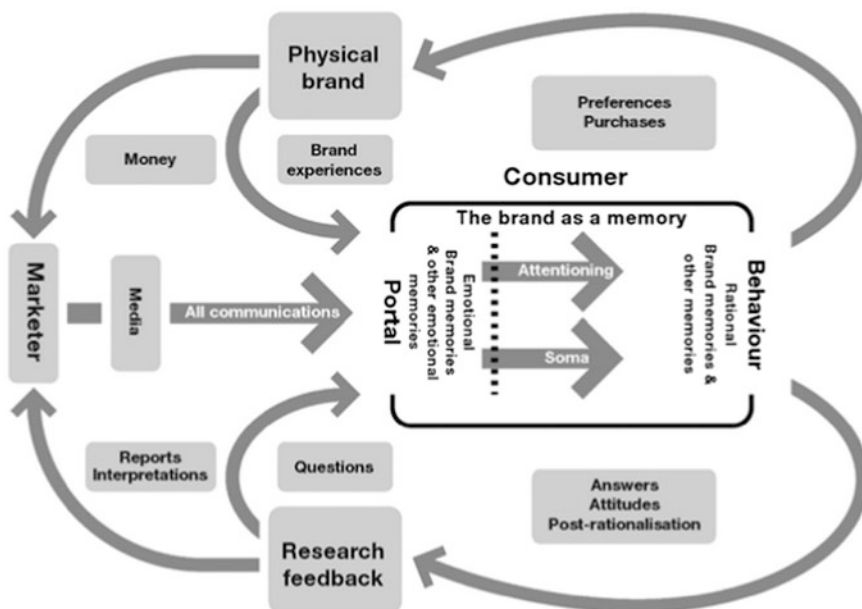 Physical
brand
Preferences
Purchases
Money
Brand
experiences
Consumer
The brand as a memory
Marketer
Media
All communications
Portal
Emotional
Brand memories
& other emotional
memories
Attentioning
Soma
Rational
Brand memories &
other memories
Behaviour
Reports
Interpretations
Questions
Answers
Attitudes
Post-rationalisation
Research
feedback